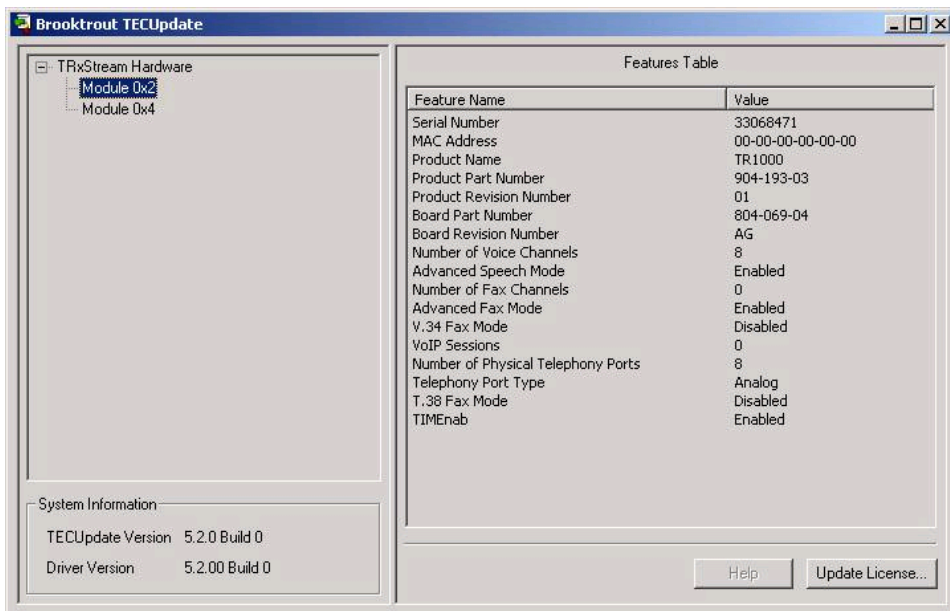 Brooktrout TECUpdate
TRxStream Hardware
Module 0x2
Module 0x4
System Information
TECUpdate Version 5.2.0 Build 0
Driver Version 5.2.00 Build 0
Features Table
Feature Name Value
Serial Number 33068471
MAC Address 00-00-00-00-00-00
Product Name TR1000
Product Part Number 904-193-03
Product Revision Number 01
Board Part Number 804-069-04
Board Revision Number AG
Number of Voice Channels 8
Advanced Speech Mode Enabled
Number of Fax Channels 0
Advanced Fax Mode Enabled
V.34 Fax Mode Disabled
VoIP Sessions 0
Number of Physical Telephony Ports 8
Telephony Port Type Analog
T.38 Fax Mode Disabled
TIMEnab Enabled
Help Update License...